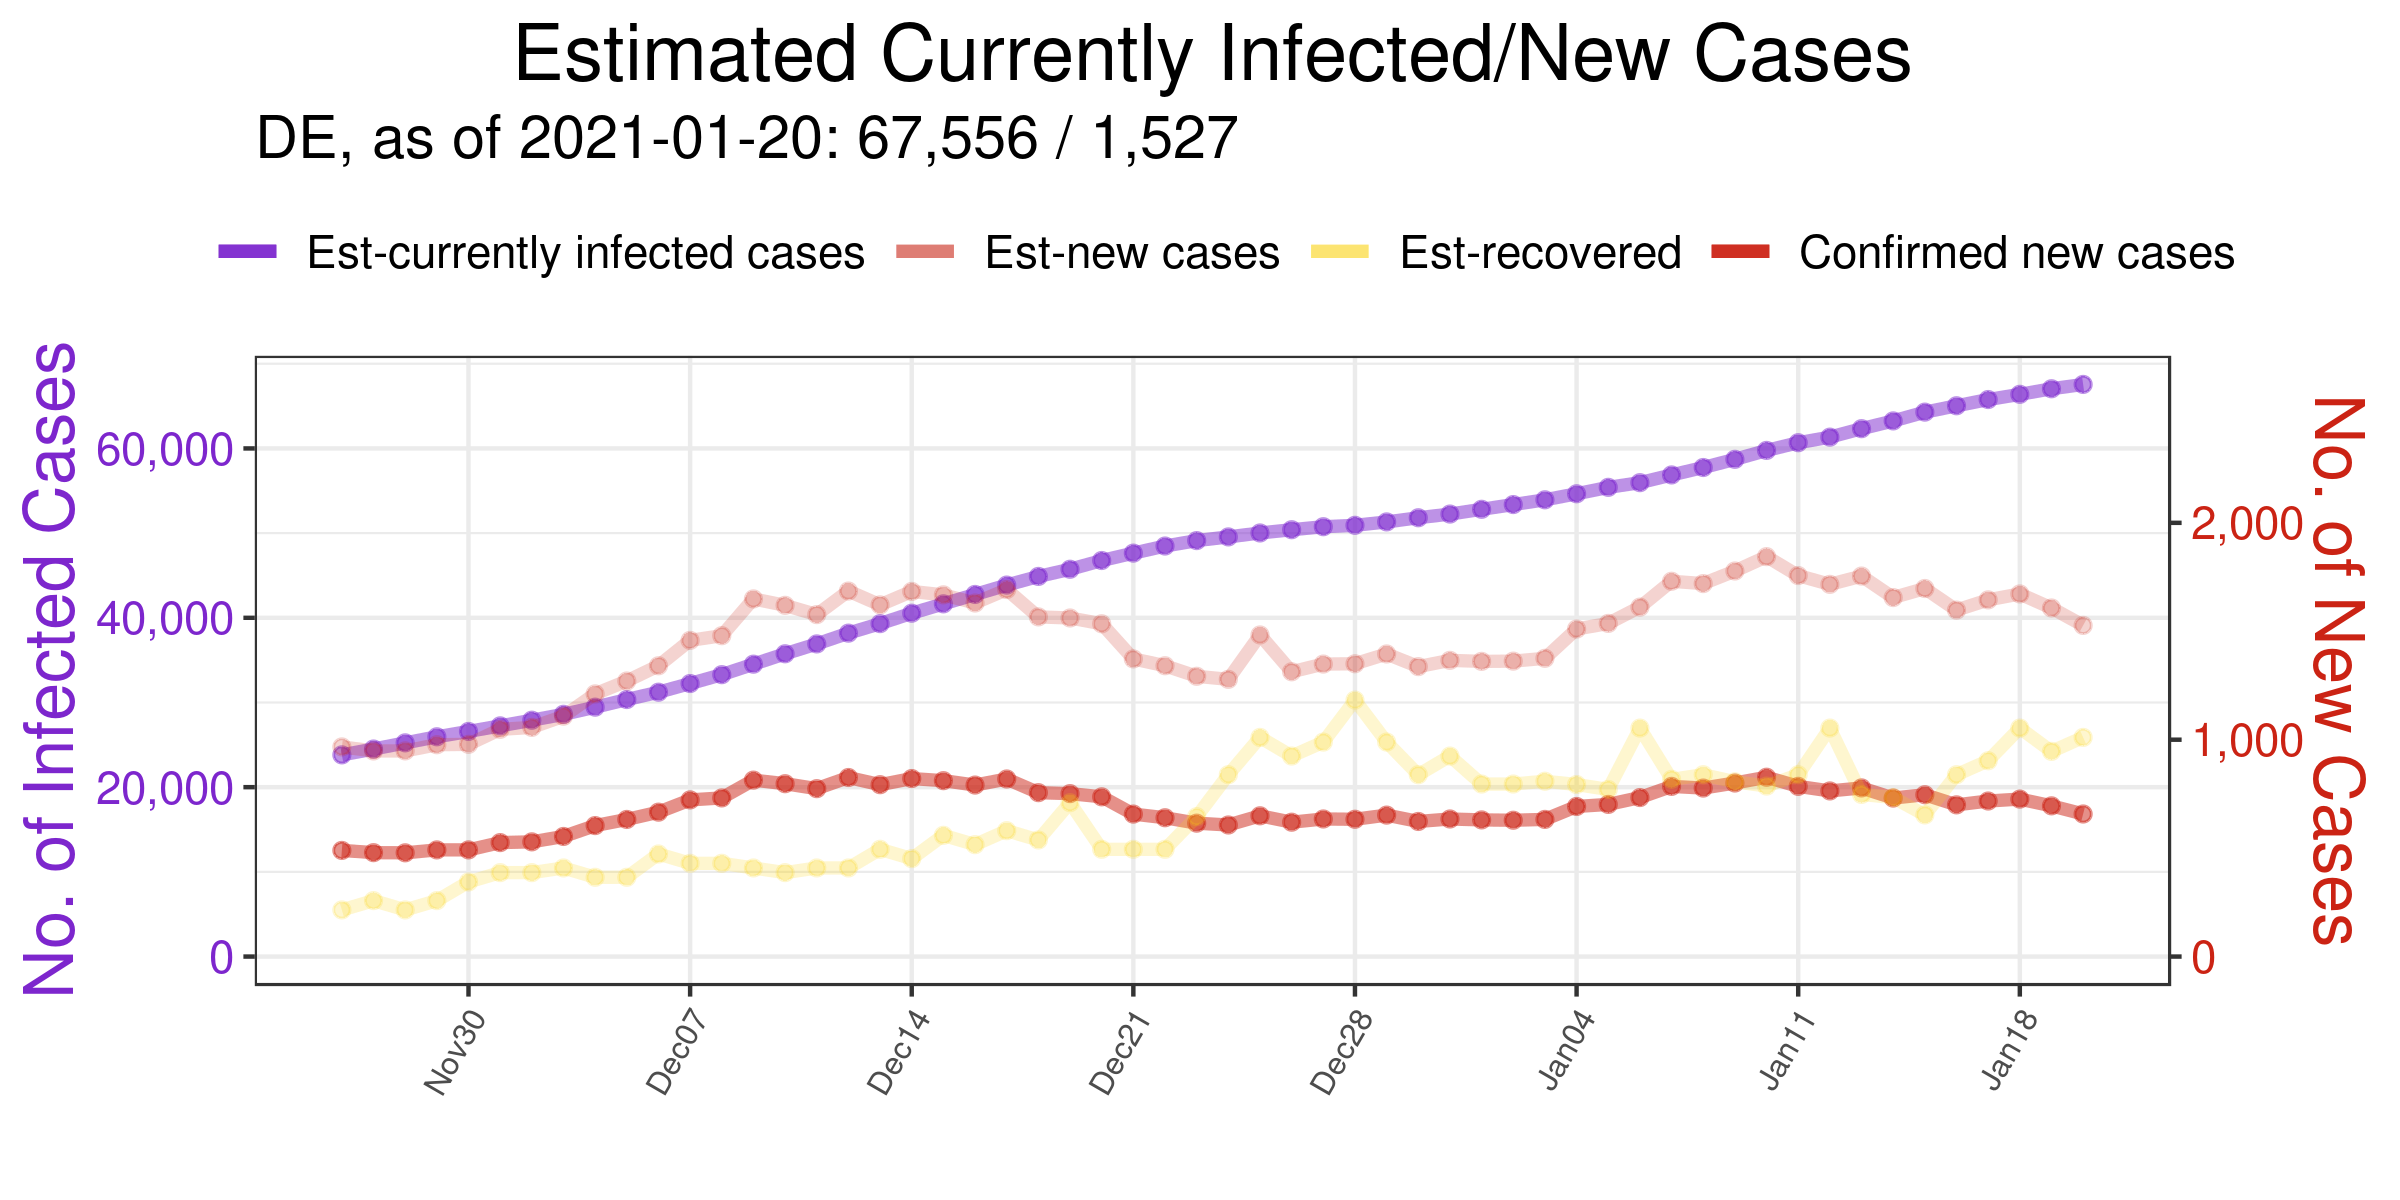 Estimated Currently Infected/New Cases
DE, as of 2021-01-20: 67,556 / 1,527
Est-currently infected cases Est-new cases Est-recovered Confirmed new cases
No. of Infected Cases
60,000
40,000
20,000
0
2,000
1,000
0
No. of New Cases
Nov30 Dec07 Dec14 Dec21 Dec28 Jan04 Jan11 Jan18